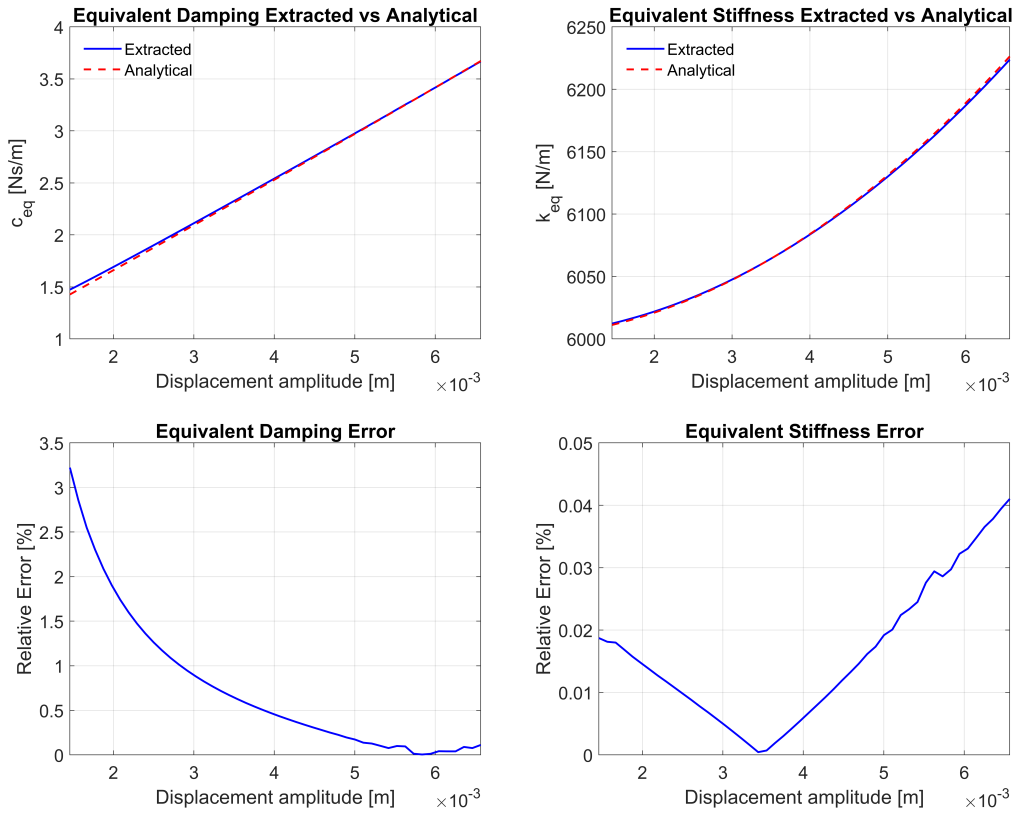 Equivalent Damping Extracted vs Analytical
4
3.5
3
2.5
2
1.5
1
c_eq [Ns/m]
Extracted
Analytical
2 3 4 5 6
Displacement amplitude [m]
×10^-3
Equivalent Stiffness Extracted vs Analytical
6250
6200
6150
6100
6050
6000
k_eq [N/m]
Extracted
Analytical
2 3 4 5 6
Displacement amplitude [m]
×10^-3
Equivalent Damping Error
3.5
3
2.5
2
1.5
1
0.5
0
Relative Error [%]
2 3 4 5 6
Displacement amplitude [m]
×10^-3
Equivalent Stiffness Error
0.05
0.04
0.03
0.02
0.01
0
Relative Error [%]
2 3 4 5 6
Displacement amplitude [m]
×10^-3